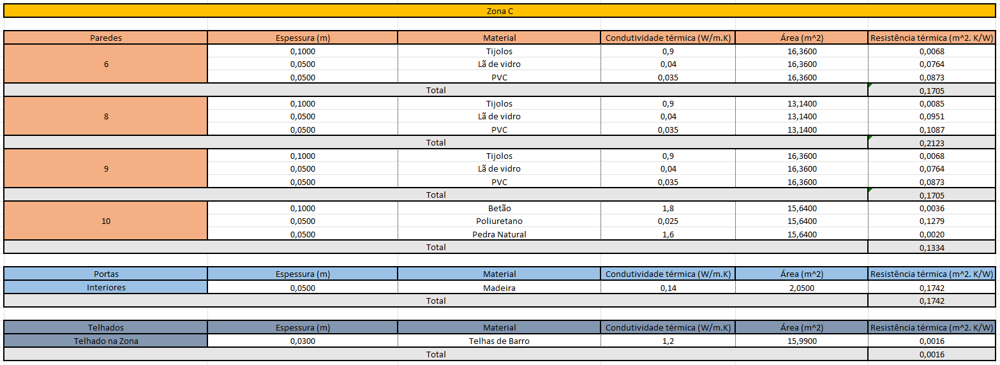 Zona C
Paredes Espessura (m) Material Condutividade térmica (W/m.K) Área (m^2) Resistência térmica (m^2. K/W)
6 0,1000 Tijolos 0,9 16,3600 0,0068
0,0500 Lã de vidro 0,04 16,3600 0,0764
0,0500 PVC 0,035 16,3600 0,0873
Total 0,1705
8 0,1000 Tijolos 0,9 13,1400 0,0085
0,0500 Lã de vidro 0,04 13,1400 0,0951
0,0500 PVC 0,035 13,1400 0,1087
Total 0,2123
9 0,1000 Tijolos 0,9 16,3600 0,0068
0,0500 Lã de vidro 0,04 16,3600 0,0764
0,0500 PVC 0,035 16,3600 0,0873
Total 0,1705
10 0,1000 Betão 1,8 15,6400 0,0036
0,0500 Poliuretano 0,025 15,6400 0,1279
0,0500 Pedra Natural 1,6 15,6400 0,0020
Total 0,1334
Portas Espessura (m) Material Condutividade térmica (W/m.K) Área (m^2) Resistência térmica (m^2. K/W)
Interiores 0,0500 Madeira 0,14 2,0500 0,1742
Total 0,1742
Telhados Espessura (m) Material Condutividade térmica (W/m.K) Área (m^2) Resistência térmica (m^2. K/W)
Telhado na Zona 0,0300 Telhas de Barro 1,2 15,9900 0,0016
Total 0,0016